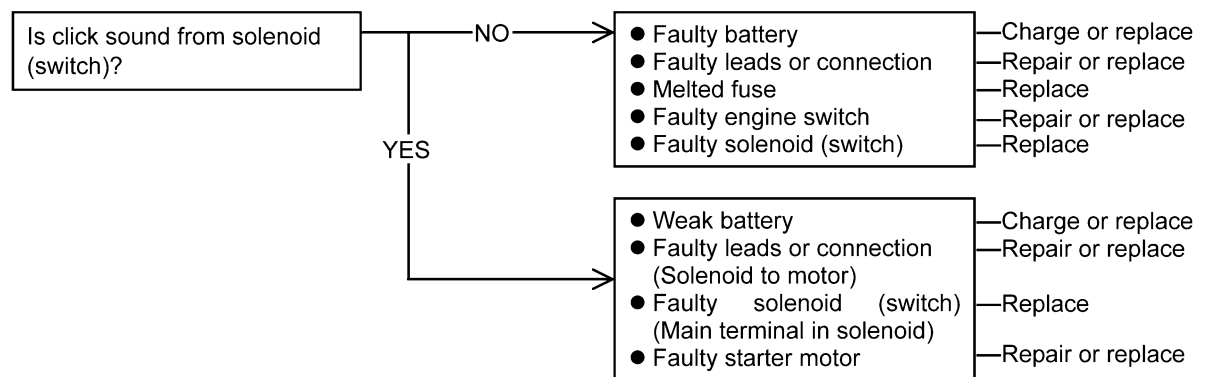 Is click sound from solenoid
(switch)?
NO
● Faulty battery
Charge or replace
● Faulty leads or connection
Repair or replace
● Melted fuse
Replace
● Faulty engine switch
Repair or replace
● Faulty solenoid (switch)
Replace
YES
● Weak battery
Charge or replace
● Faulty leads or connection
Repair or replace
(Solenoid to motor)
● Faulty solenoid (switch)
Replace
(Main terminal in solenoid)
● Faulty starter motor
Repair or replace